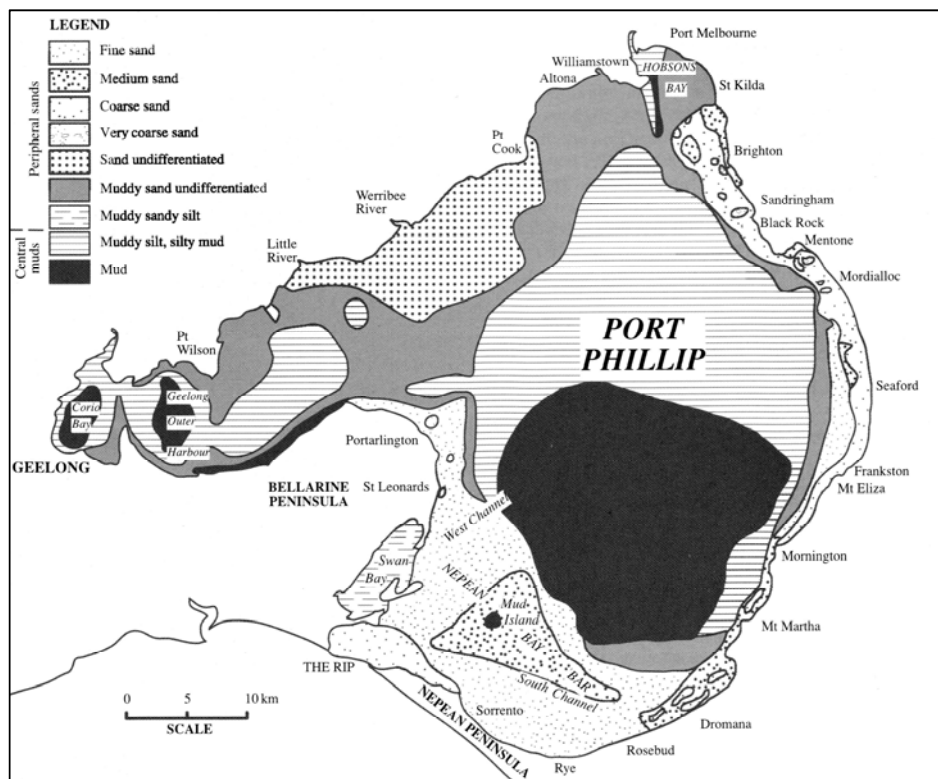 LEGEND
Peripheral sands
Fine sand
Medium sand
Coarse sand
Very coarse sand
Sand undifferentiated
Muddy sand undifferentiated
Muddy sandy silt
Central
muds
Muddy silt, silty mud
Mud
Port Melbourne
Williamstown
HOBSONS
BAY
Altona
St Kilda
Pt
Cook
Brighton
Werribee
River
Sandringham
Black Rock
Mentone
Little
River
Mordialloc
PORT
PHILLIP
Pt
Wilson
Seaford
Corio
Bay
Geelong
Outer
Harbour
Portarlington
GEELONG
Frankston
BELLARINE
PENINSULA
St Leonards
Mt Eliza
West Channel
Mornington
Swan
Bay
NEPEAN
BAY
BAR
Mud
Island
Mt Martha
THE RIP
South Channel
NEPEAN PENINSULA
0 5 10 km
SCALE
Sorrento
Dromana
Rosebud
Rye